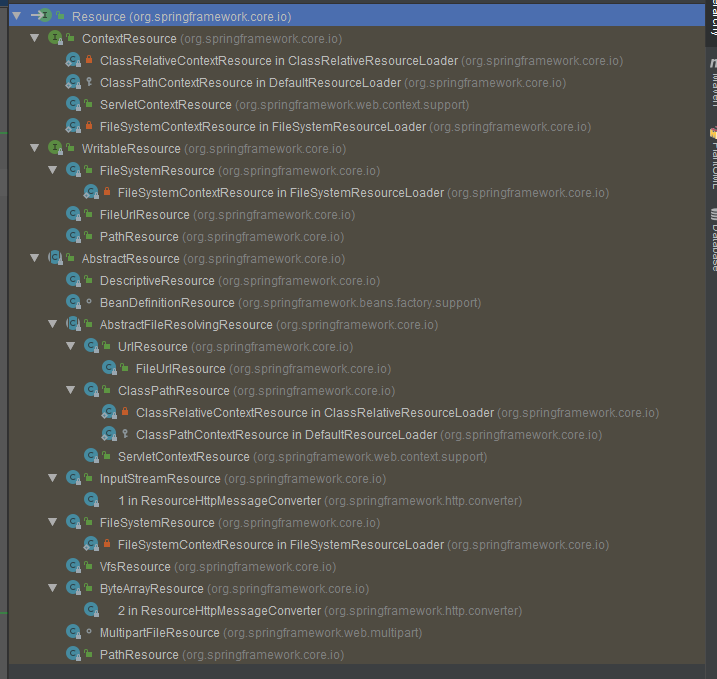 Resource (org.springframework.core.io)
ContextResource (org.springframework.core.io)
ClassRelativeContextResource in ClassRelativeResourceLoader (org.springframework.core.io)
ClassPathContextResource in DefaultResourceLoader (org.springframework.core.io)
ServletContextResource (org.springframework.web.context.support)
FileSystemContextResource in FileSystemResourceLoader (org.springframework.core.io)
WritableResource (org.springframework.core.io)
FileSystemResource (org.springframework.core.io)
FileSystemContextResource in FileSystemResourceLoader (org.springframework.core.io)
FileUrlResource (org.springframework.core.io)
PathResource (org.springframework.core.io)
AbstractResource (org.springframework.core.io)
DescriptiveResource (org.springframework.core.io)
BeanDefinitionResource (org.springframework.beans.factory.support)
AbstractFileResolvingResource (org.springframework.core.io)
UrlResource (org.springframework.core.io)
FileUrlResource (org.springframework.core.io)
ClassPathResource (org.springframework.core.io)
ClassRelativeContextResource in ClassRelativeResourceLoader (org.springframework.core.io)
ClassPathContextResource in DefaultResourceLoader (org.springframework.core.io)
ServletContextResource (org.springframework.web.context.support)
InputStreamResource (org.springframework.core.io)
1 in ResourceHttpMessageConverter (org.springframework.http.converter)
FileSystemResource (org.springframework.core.io)
FileSystemContextResource in FileSystemResourceLoader (org.springframework.core.io)
VfsResource (org.springframework.core.io)
ByteArrayResource (org.springframework.core.io)
2 in ResourceHttpMessageConverter (org.springframework.http.converter)
MultipartFileResource (org.springframework.web.multipart)
PathResource (org.springframework.core.io)
Maven
PlantUML
Database